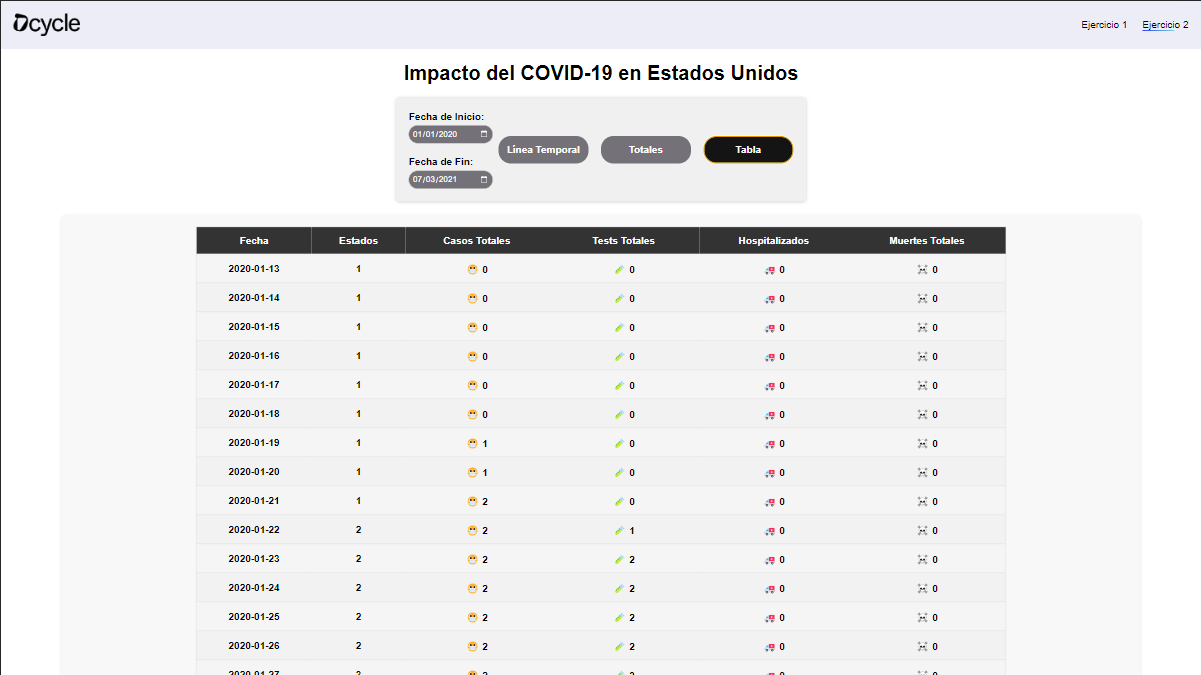 Dcycle
Ejercicio 1 Ejercicio 2
Impacto del COVID-19 en Estados Unidos
Fecha de Inicio:
01/01/2020
Línea Temporal Totales Tabla
Fecha de Fin:
07/03/2021
Fecha Estados Casos Totales Tests Totales Hospitalizados Muertes Totales
2020-01-13 1 😷 0 🧪 0 🚑 0 ☠ 0
2020-01-14 1 😷 0 🧪 0 🚑 0 ☠ 0
2020-01-15 1 😷 0 🧪 0 🚑 0 ☠ 0
2020-01-16 1 😷 0 🧪 0 🚑 0 ☠ 0
2020-01-17 1 😷 0 🧪 0 🚑 0 ☠ 0
2020-01-18 1 😷 0 🧪 0 🚑 0 ☠ 0
2020-01-19 1 😷 1 🧪 0 🚑 0 ☠ 0
2020-01-20 1 😷 1 🧪 0 🚑 0 ☠ 0
2020-01-21 1 😷 2 🧪 0 🚑 0 ☠ 0
2020-01-22 2 😷 2 🧪 1 🚑 0 ☠ 0
2020-01-23 2 😷 2 🧪 2 🚑 0 ☠ 0
2020-01-24 2 😷 2 🧪 2 🚑 0 ☠ 0
2020-01-25 2 😷 2 🧪 2 🚑 0 ☠ 0
2020-01-26 2 😷 2 🧪 2 🚑 0 ☠ 0
2020-01-27